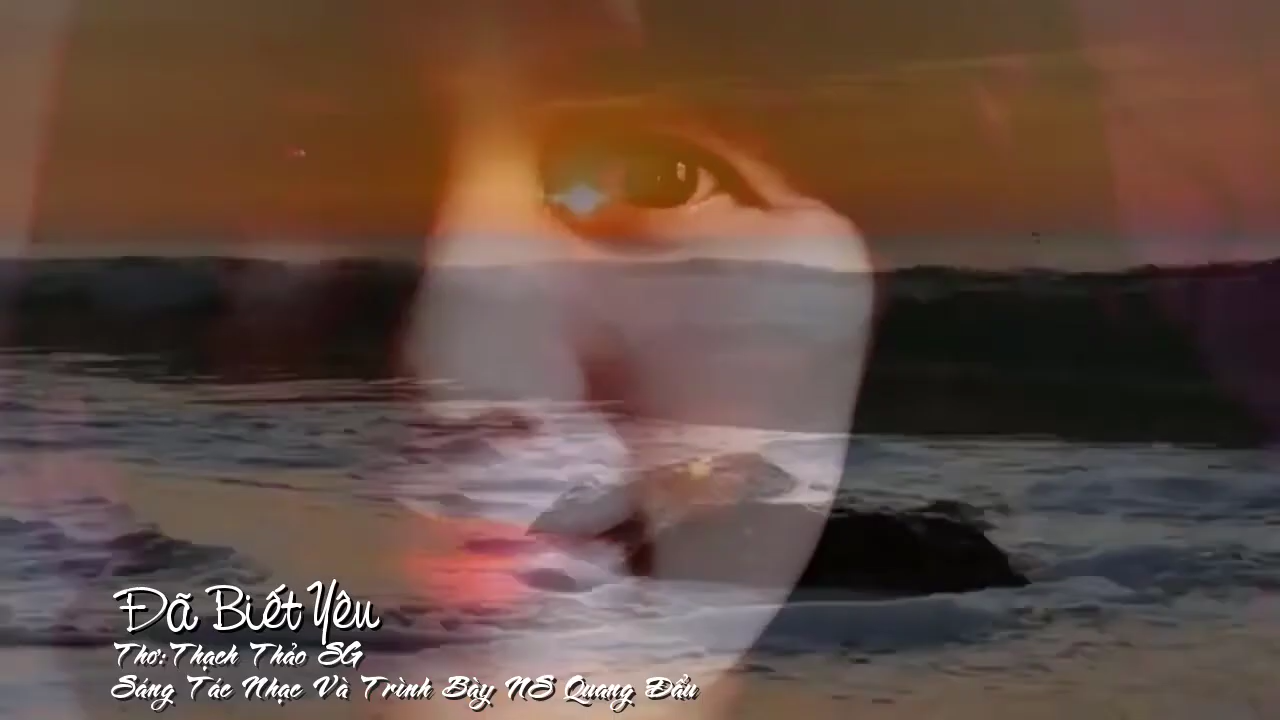 Đã Biết Yêu
Thơ: Thạch Thảo SG
Sáng Tác Nhạc Và Trình Bày NS Quang Đẩu